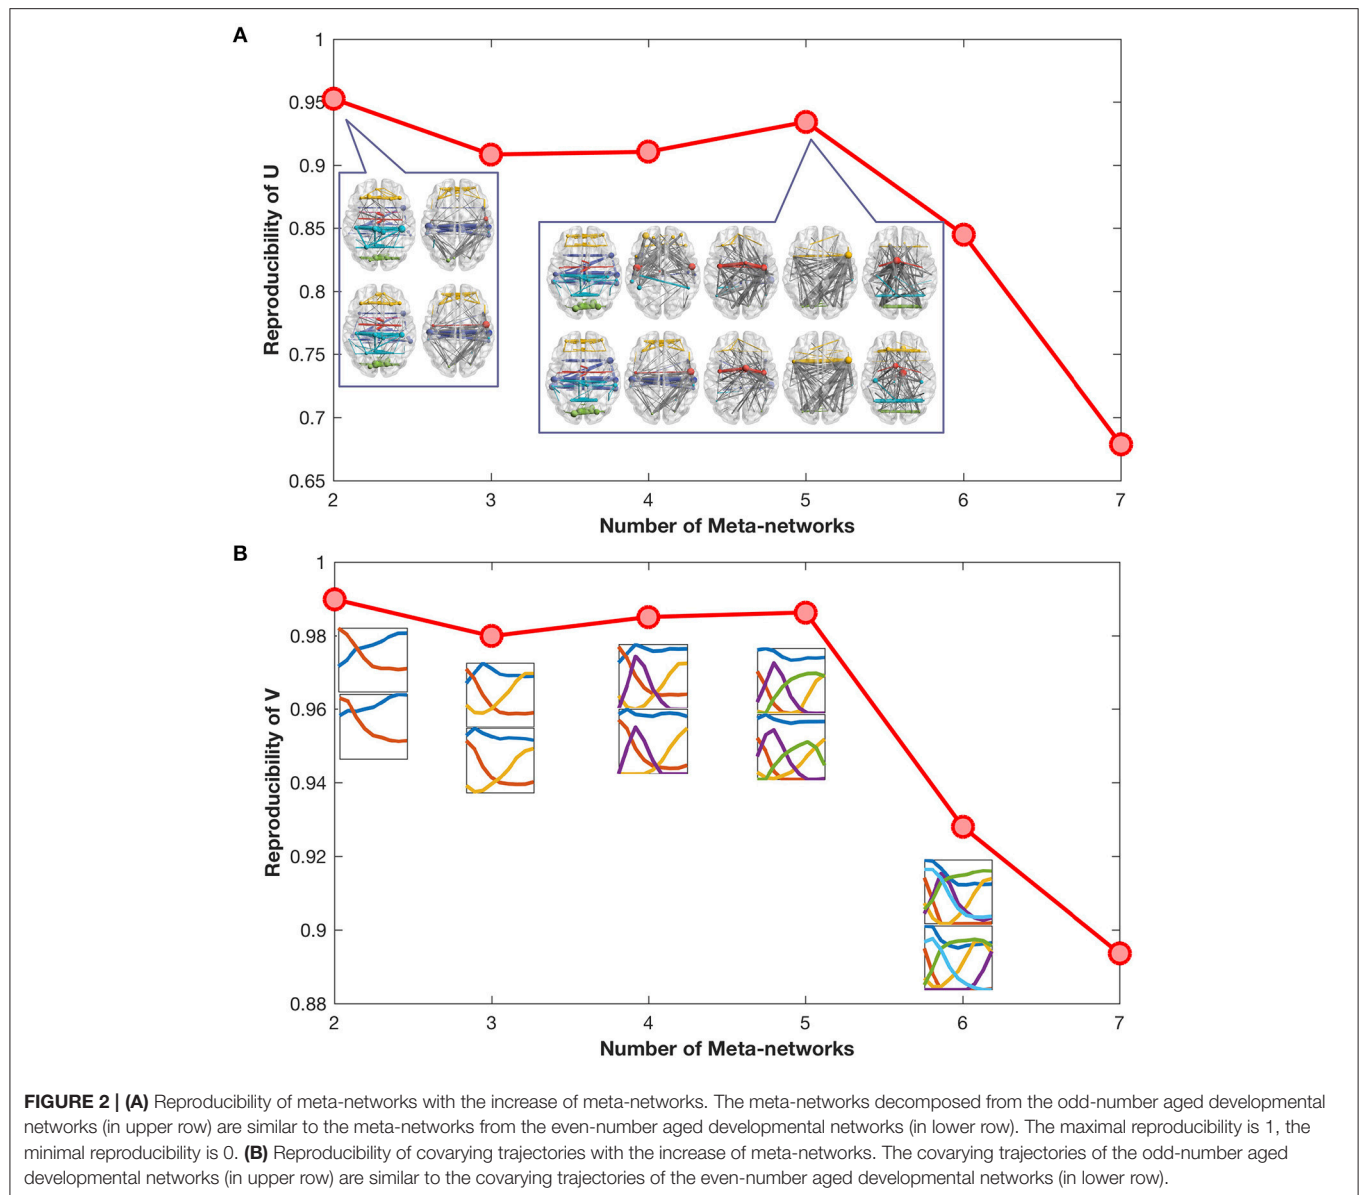 A
1
0.95
0.9
0.85
0.8
0.75
0.7
0.65
Reproducibility of U
2 3 4 5 6 7
Number of Meta-networks
B
1
0.98
0.96
0.94
0.92
0.9
0.88
Reproducibility of V
2 3 4 5 6 7
Number of Meta-networks
FIGURE 2 | (A) Reproducibility of meta-networks with the increase of meta-networks. The meta-networks decomposed from the odd-number aged developmental
networks (in upper row) are similar to the meta-networks from the even-number aged developmental networks (in lower row). The maximal reproducibility is 1, the
minimal reproducibility is 0. (B) Reproducibility of covarying trajectories with the increase of meta-networks. The covarying trajectories of the odd-number aged
developmental networks (in upper row) are similar to the covarying trajectories of the even-number aged developmental networks (in lower row).